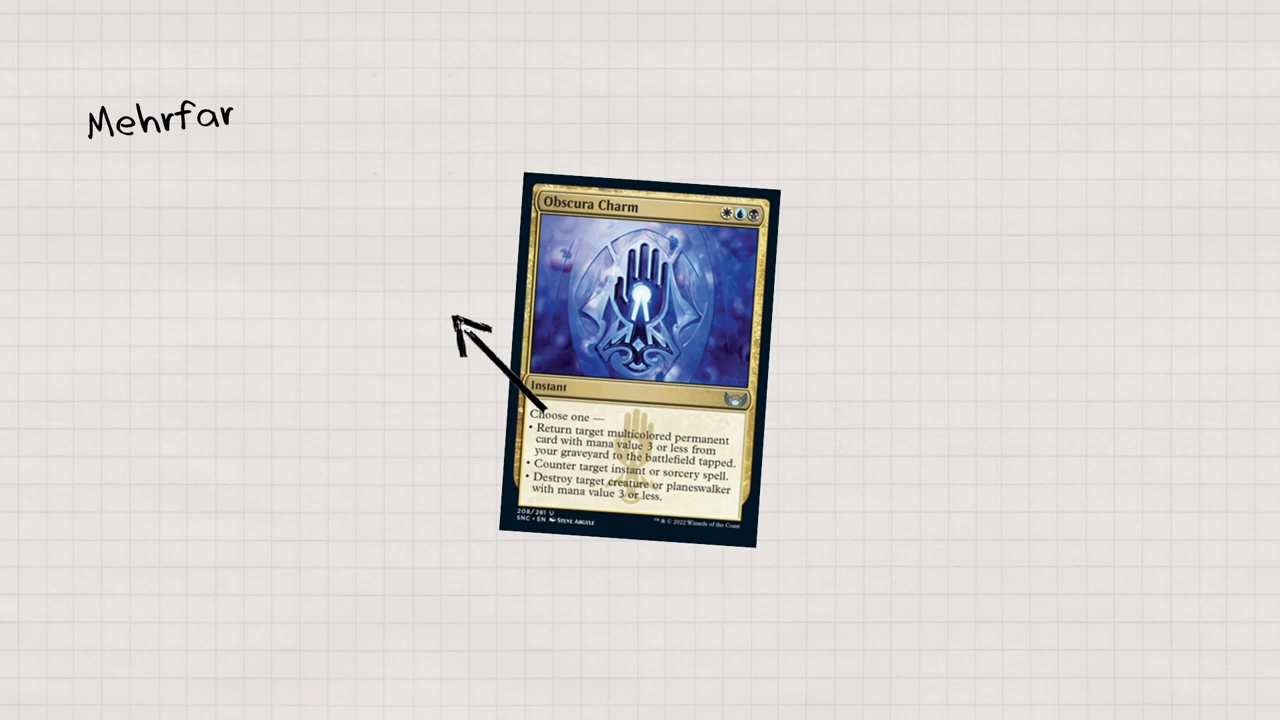 Mehrfar
Obscura Charm
Instant
Choose one —
• Return target multicolored permanent
card with mana value 3 or less from
your graveyard to the battlefield tapped.
• Counter target instant or sorcery spell.
• Destroy target creature or planeswalker
with mana value 3 or less.
208/281 U
SNC • EN Steve Argyle
™ & © 2022 Wizards of the Coast